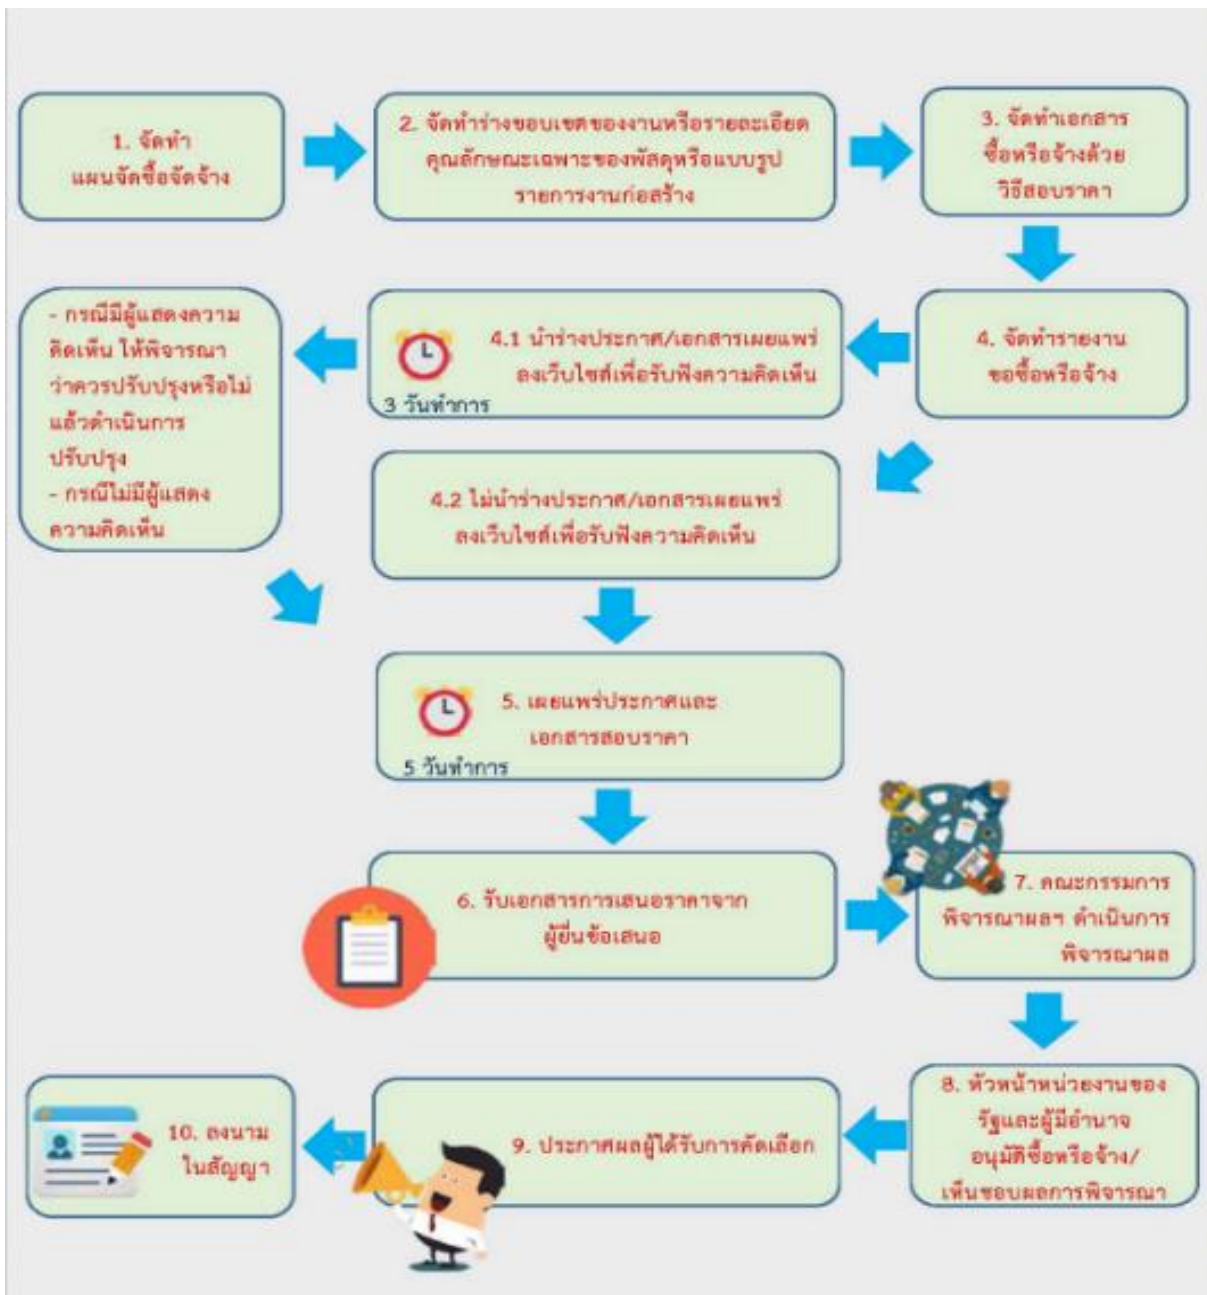 1. จัดทำ
แผนจัดซื้อจัดจ้าง
2. จัดทำร่างขอบเขตของงานหรือรายละเอียด
คุณลักษณะเฉพาะของพัสดุหรือแบบรูป
รายการงานก่อสร้าง
3. จัดทำเอกสาร
ซื้อหรือจ้างด้วย
วิธีสอบราคา
4. จัดทำรายงาน
ขอซื้อหรือจ้าง
4.1 นำร่างประกาศ/เอกสารเผยแพร่
ลงเว็บไซต์เพื่อรับฟังความคิดเห็น
3 วันทำการ
- กรณีมีผู้แสดงความ
คิดเห็น ให้พิจารณา
ว่าควรปรับปรุงหรือไม่
แล้วดำเนินการ
ปรับปรุง
- กรณีไม่มีผู้แสดง
ความคิดเห็น
4.2 ไม่นำร่างประกาศ/เอกสารเผยแพร่
ลงเว็บไซต์เพื่อรับฟังความคิดเห็น
5. เผยแพร่ประกาศและ
เอกสารสอบราคา
5 วันทำการ
6. รับเอกสารการเสนอราคาจาก
ผู้ยื่นข้อเสนอ
7. คณะกรรมการ
พิจารณาผลฯ ดำเนินการ
พิจารณาผล
8. หัวหน้าหน่วยงานของ
รัฐและผู้มีอำนาจ
อนุมัติซื้อหรือจ้าง/
เห็นชอบผลการพิจารณา
9. ประกาศผลผู้ได้รับการคัดเลือก
10. ลงนาม
ในสัญญา